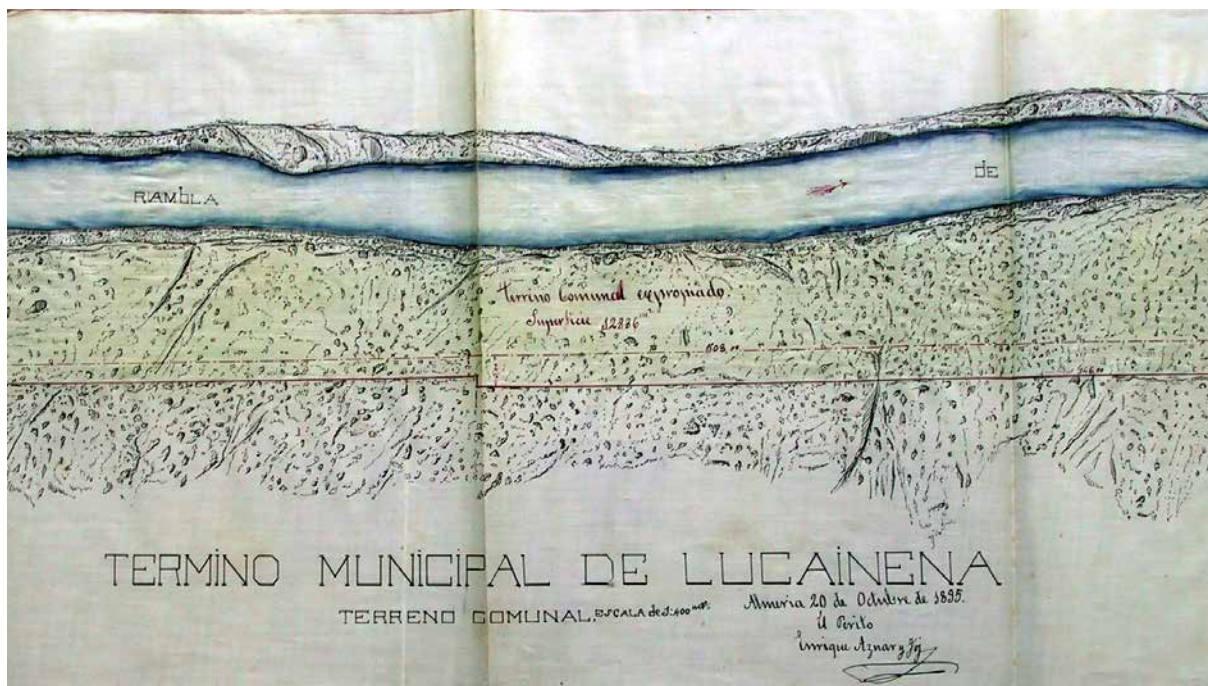 RAMBLA
DE
Terreno Comunal expropiado
Superficie 12836
TERMINO MUNICIPAL DE LUCAINENA
TERRENO COMUNAL. ESCALA de 1:400
Almeria 20 de Octubre de 1895.
El Perito
Enrique Aznar y